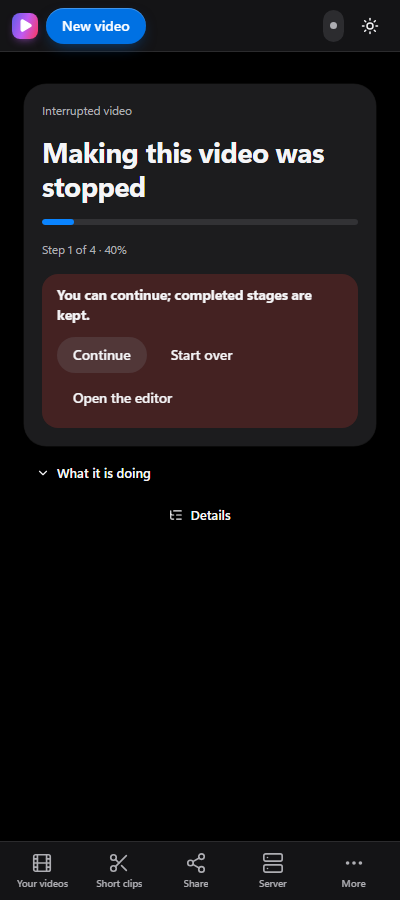 New video
Interrupted video
Making this video was
stopped
Step 1 of 4 · 40%
You can continue; completed stages are
kept.
Continue
Start over
Open the editor
What it is doing
Details
Your videos
Short clips
Share
Server
More